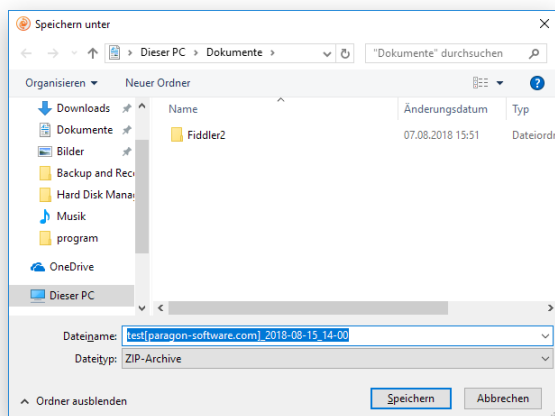 Speichern unter
Dieser PC › Dokumente ›
"Dokumente" durchsuchen
Organisieren
Neuer Ordner
Name
Änderungsdatum
Typ
Downloads
Dokumente
Bilder
Backup and Rec
Hard Disk Mana
Musik
program
OneDrive
Dieser PC
Fiddler2
07.08.2018 15:51
Dateiordr
Dateiname:
test[paragon-software.com]_2018-08-15_14-00
Dateityp:
ZIP-Archive
Ordner ausblenden
Speichern
Abbrechen